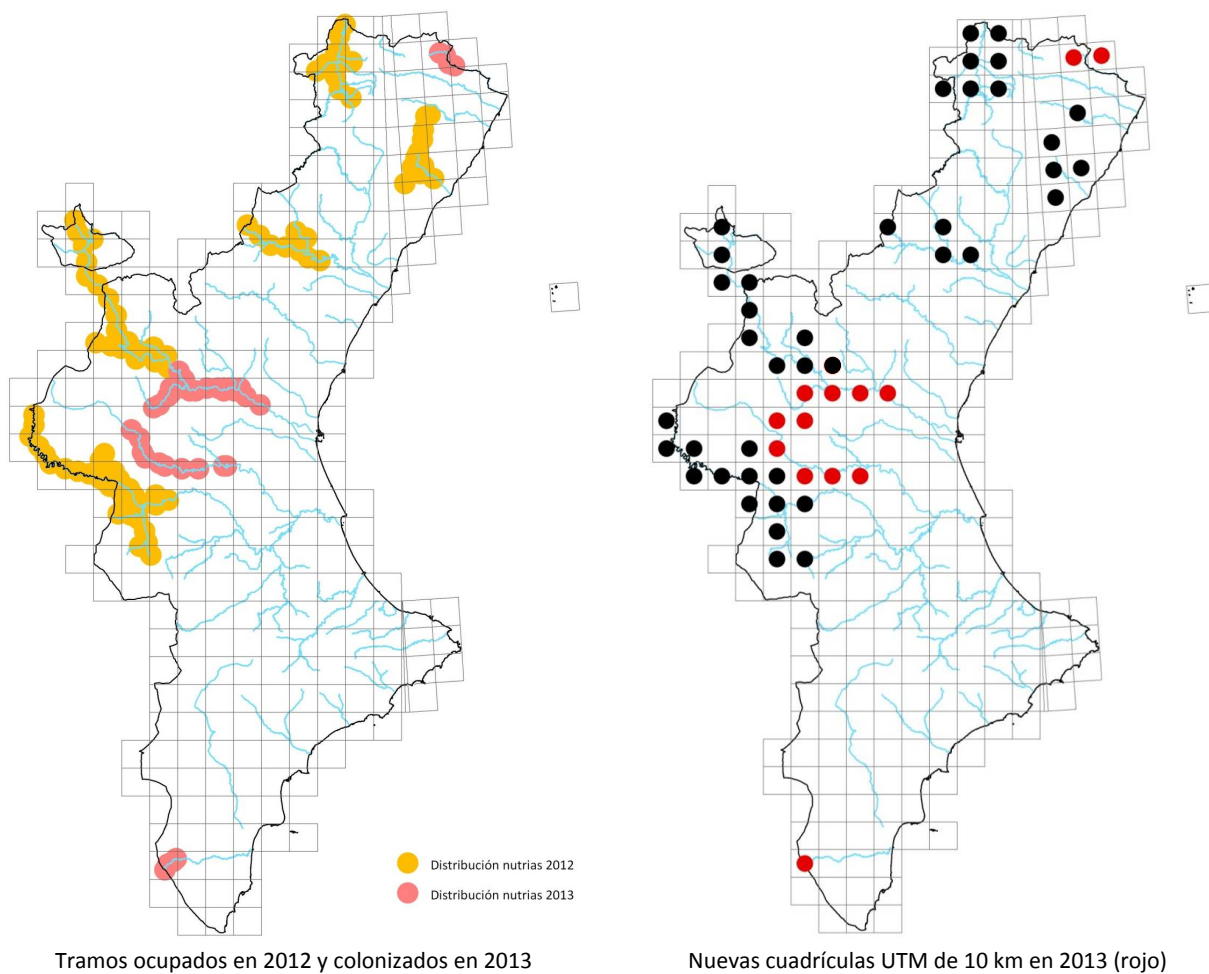 Distribución nutrias 2012
Distribución nutrias 2013
Tramos ocupados en 2012 y colonizados en 2013
Nuevas cuadrículas UTM de 10 km en 2013 (rojo)